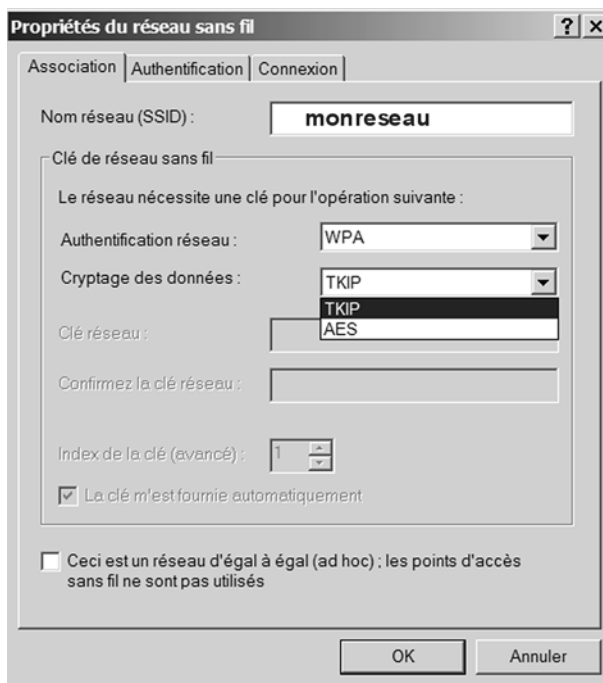 Propriétés du réseau sans fil
Association Authentification Connexion
Nom réseau (SSID) : monreseau
Clé de réseau sans fil
Le réseau nécessite une clé pour l'opération suivante :
Authentification réseau : WPA
Cryptage des données : TKIP
TKIP
AES
Clé réseau :
Confirmez la clé réseau :
Index de la clé (avancé) : 1
La clé m'est fournie automatiquement
Ceci est un réseau d'égal à égal (ad hoc) ; les points d'accès
sans fil ne sont pas utilisés
OK Annuler